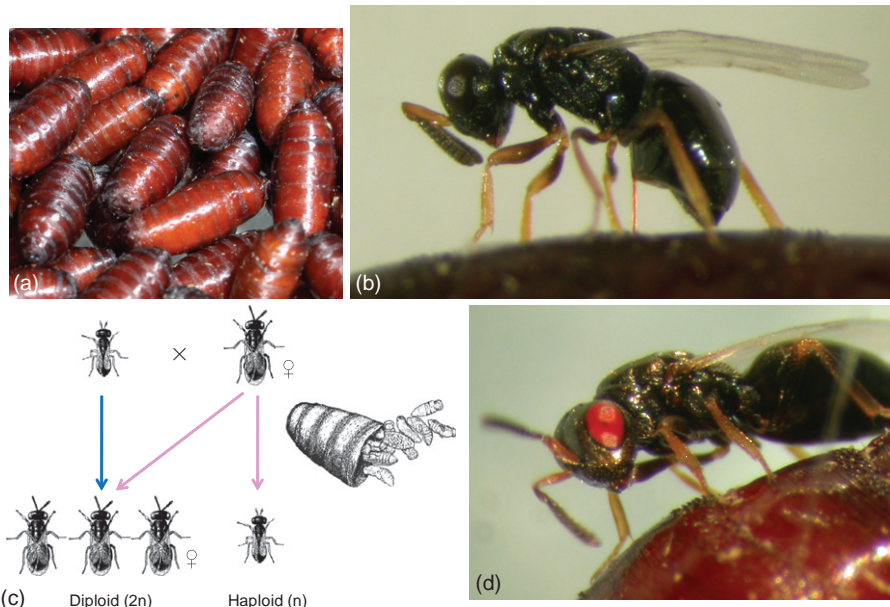 (a)
(b)
×
♀
♀
(c)
Diploid (2n)
Haploid (n)
(d)